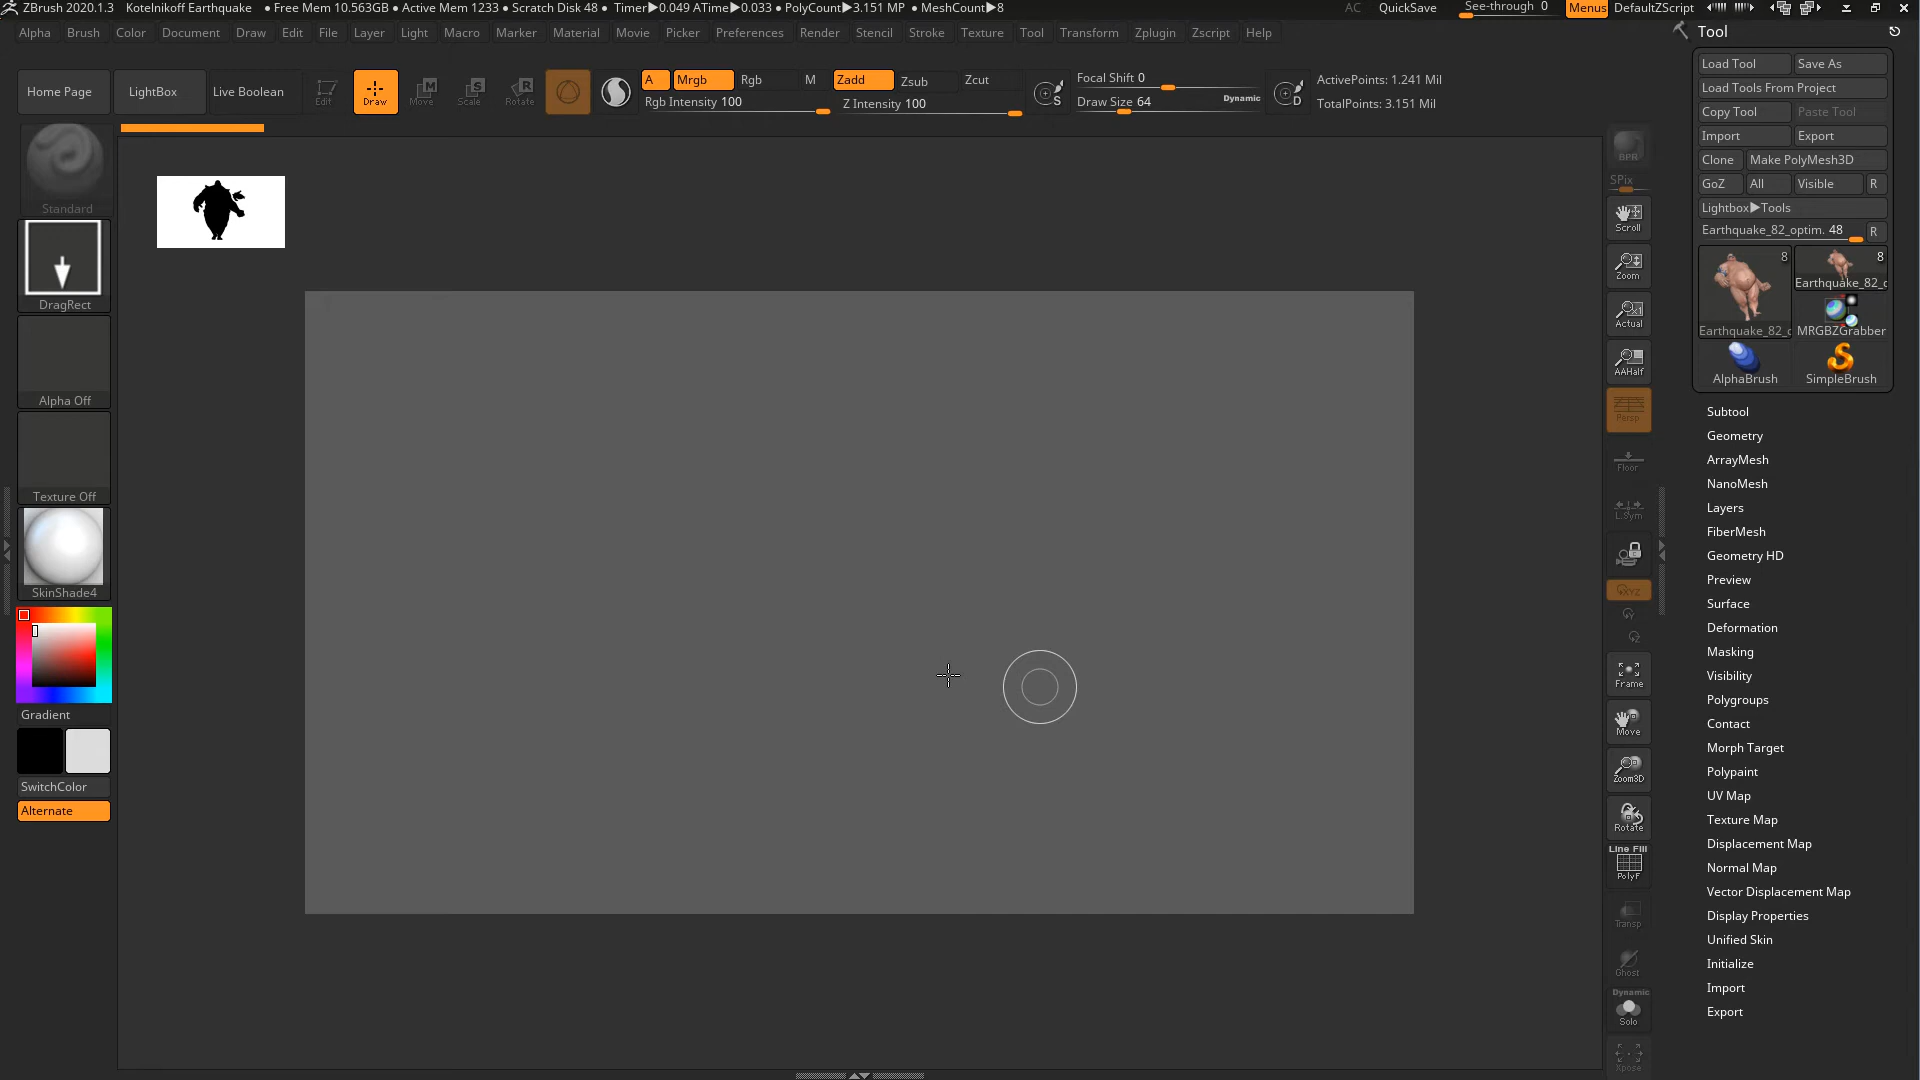 ZBrush 2020.1.3 Kotelnikoff Earthquake ● Free Mem 10.563GB ● Active Mem 1233 ● Scratch Disk 48 ● Timer▶0.049 ATime▶0.033 ● PolyCount▶3.151 MP ● MeshCount▶8 AC QuickSave See-through 0 Menus DefaultZScript
Alpha Brush Color Document Draw Edit File Layer Light Macro Marker Material Movie Picker Preferences Render Stencil Stroke Texture Tool Transform Zplugin Zscript Help
Home Page LightBox Live Boolean Edit Draw Move Scale Rotate
A Mrgb Rgb M Zadd Zsub Zcut
Rgb Intensity 100 Z Intensity 100
S
Focal Shift 0
Draw Size 64 Dynamic
D
ActivePoints: 1.241 Mil
TotalPoints: 3.151 Mil
Standard
DragRect
Alpha Off
Texture Off
SkinShade4
Gradient
SwitchColor
Alternate
BPR
SPix
Scroll
Zoom
Actual
AAHalf
Persp
Floor
L.Sym
XYZ
Y
Z
Frame
Move
Zoom3D
Rotate
Line Fill
PolyF
Transp
Ghost
Dynamic
Solo
Xpose
Tool
Load Tool Save As
Load Tools From Project
Copy Tool Paste Tool
Import Export
Clone Make PolyMesh3D
GoZ All Visible R
Lightbox▶Tools
Earthquake_82_optim. 48 R
8 8
Earthquake_82_c
Earthquake_82_c MRGBZGrabber
AlphaBrush SimpleBrush
Subtool
Geometry
ArrayMesh
NanoMesh
Layers
FiberMesh
Geometry HD
Preview
Surface
Deformation
Masking
Visibility
Polygroups
Contact
Morph Target
Polypaint
UV Map
Texture Map
Displacement Map
Normal Map
Vector Displacement Map
Display Properties
Unified Skin
Initialize
Import
Export